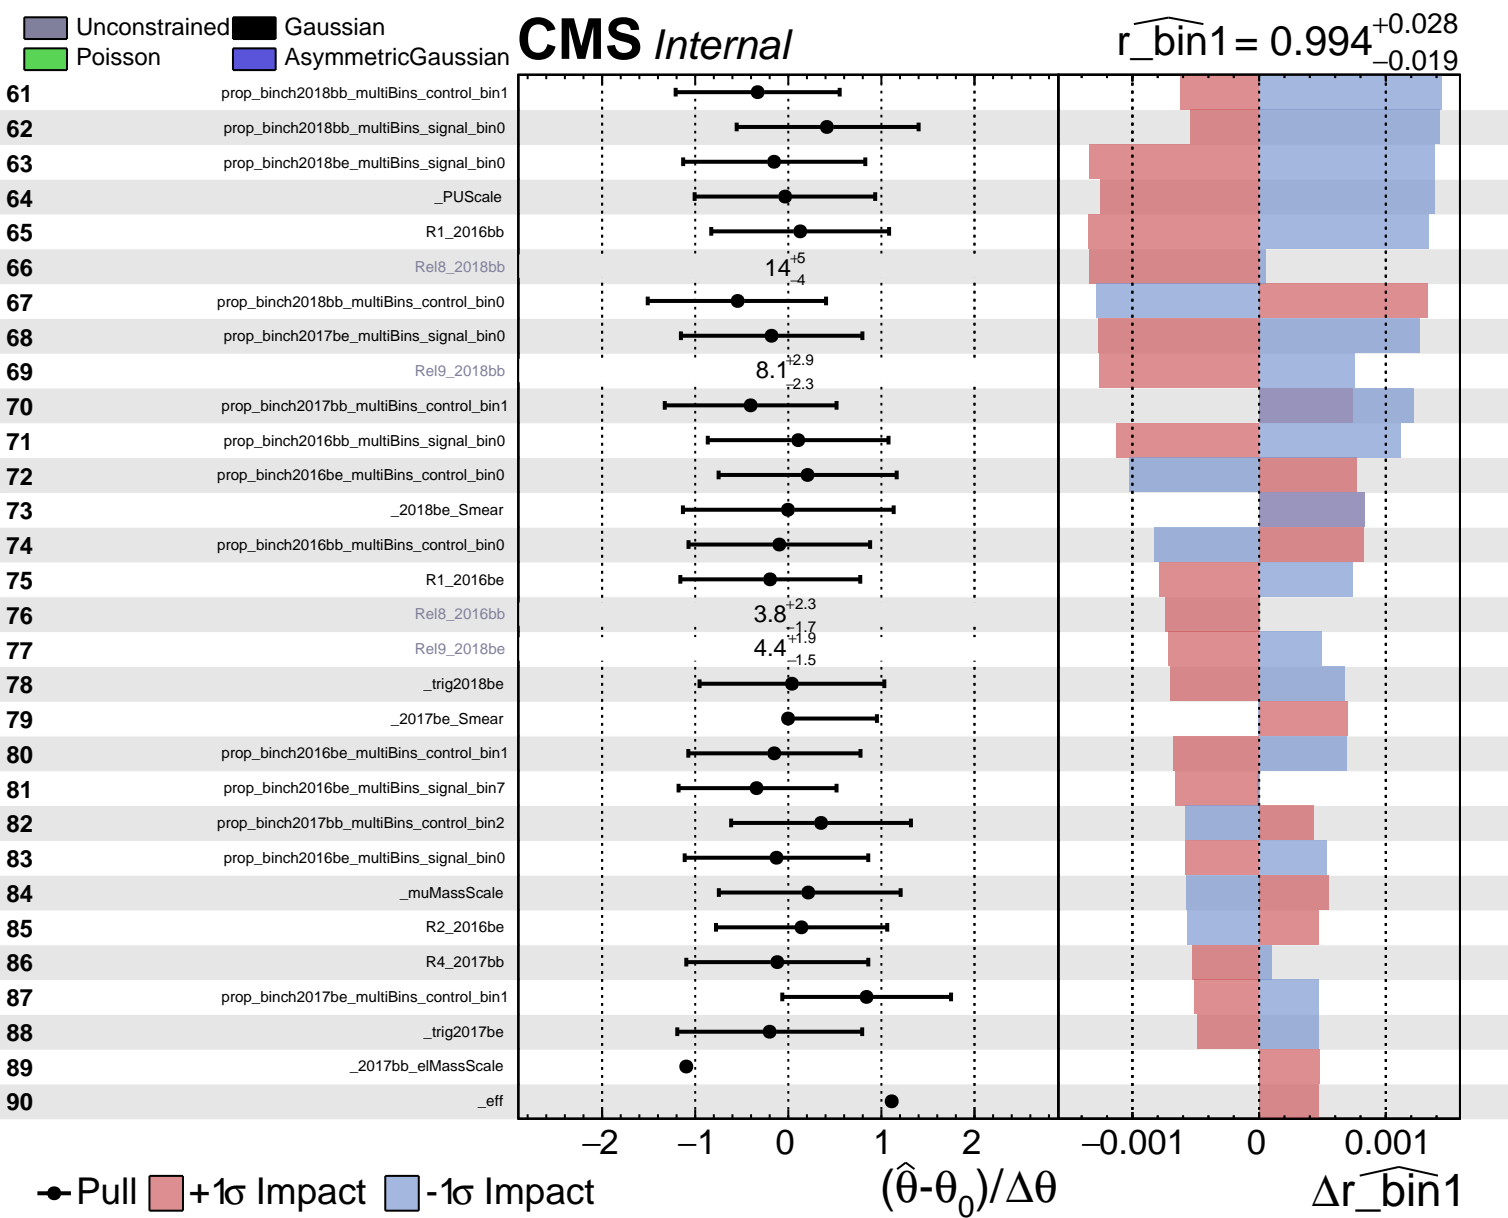 Unconstrained Gaussian
Poisson AsymmetricGaussian
CMS Internal
r_bin1 = 0.994 +0.028 −0.019
61 prop_binch2018bb_multiBins_control_bin1
62 prop_binch2018bb_multiBins_signal_bin0
63 prop_binch2018be_multiBins_signal_bin0
64 _PUScale
65 R1_2016bb
66 Rel8_2018bb 14 +5 −4
67 prop_binch2018bb_multiBins_control_bin0
68 prop_binch2017be_multiBins_signal_bin0
69 Rel9_2018bb 8.1 +2.9 −2.3
70 prop_binch2017bb_multiBins_control_bin1
71 prop_binch2016bb_multiBins_signal_bin0
72 prop_binch2016be_multiBins_control_bin0
73 _2018be_Smear
74 prop_binch2016bb_multiBins_control_bin0
75 R1_2016be
76 Rel8_2016bb 3.8 +2.3 −1.7
77 Rel9_2018be 4.4 +1.9 −1.5
78 _trig2018be
79 _2017be_Smear
80 prop_binch2016be_multiBins_control_bin1
81 prop_binch2016be_multiBins_signal_bin7
82 prop_binch2017bb_multiBins_control_bin2
83 prop_binch2016be_multiBins_signal_bin0
84 _muMassScale
85 R2_2016be
86 R4_2017bb
87 prop_binch2017be_multiBins_control_bin1
88 _trig2017be
89 _2017bb_elMassScale
90 _eff
−2 −1 0 1 2 −0.001 0 0.001
Pull +1σ Impact -1σ Impact (θ̂-θ₀)/Δθ Δr_bin1